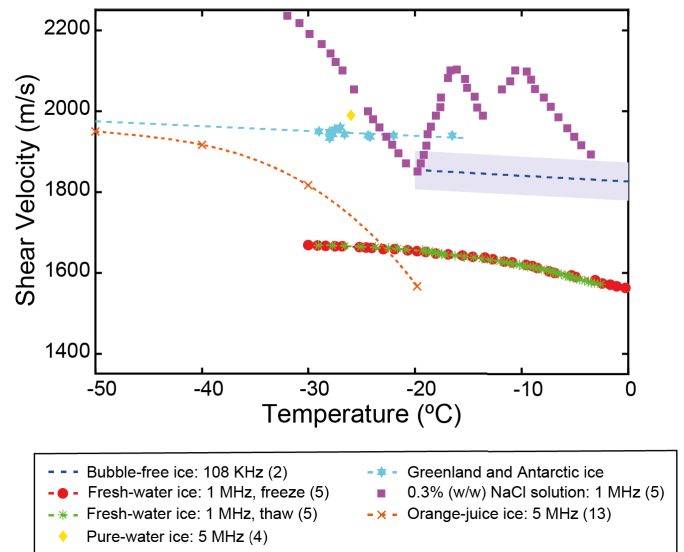 2200
2000
1800
1600
1400
Shear Velocity (m/s)
-50
-40
-30
-20
-10
0
Temperature (ºC)
Bubble-free ice: 108 KHz (2)
Fresh-water ice: 1 MHz, freeze (5)
Fresh-water ice: 1 MHz, thaw (5)
Pure-water ice: 5 MHz (4)
Greenland and Antarctic ice
0.3% (w/w) NaCl solution: 1 MHz (5)
Orange-juice ice: 5 MHz (13)